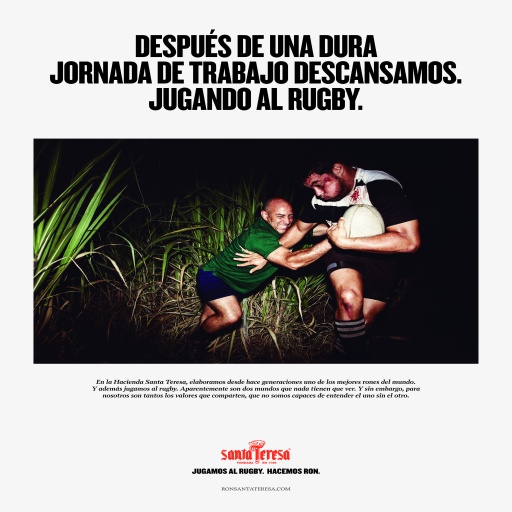 DESPUÉS DE UNA DURA
JORNADA DE TRABAJO DESCANSAMOS.
JUGANDO AL RUGBY.
En la Hacienda Santa Teresa, elaboramos desde hace generaciones uno de los mejores rones del mundo.
Y además jugamos al rugby. Aparentemente son dos mundos que nada tienen que ver. Y sin embargo, para
nosotros son tantos los valores que comparten, que no somos capaces de entender el uno sin el otro.
santa Teresa
JUGAMOS AL RUGBY. HACEMOS RON.
RONSANTATERESA.COM